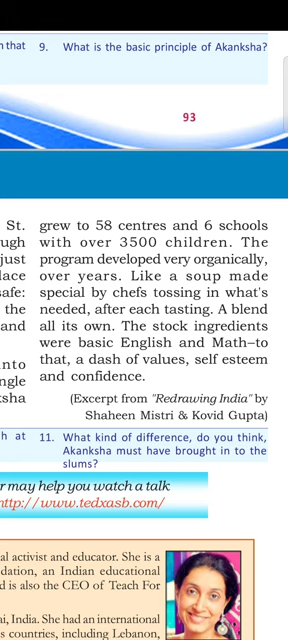 n that
9. What is the basic principle of Akanksha?
93
St.
ugh
just
lace
safe:
the
and
into
ngle
ksha
grew to 58 centres and 6 schools
with over 3500 children. The
program developed very organically,
over years. Like a soup made
special by chefs tossing in what's
needed, after each tasting. A blend
all its own. The stock ingredients
were basic English and Math–to
that, a dash of values, self esteem
and confidence.
(Excerpt from "Redrawing India" by
Shaheen Mistri & Kovid Gupta)
h at
11. What kind of difference, do you think,
Akanksha must have brought in to the
slums?
r may help you watch a talk
http://www.tedxasb.com/
al activist and educator. She is a
dation, an Indian educational
d is also the CEO of Teach For
ai, India. She had an international
s countries, including Lebanon,